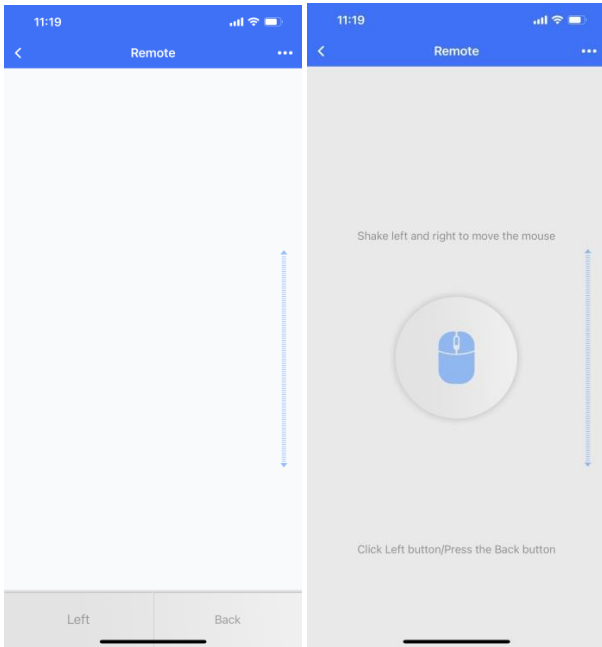 11:19
Remote
Left
Back
11:19
Remote
Shake left and right to move the mouse
Click Left button/Press the Back button